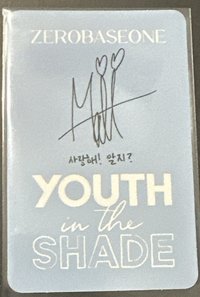 ZEROBASEONE
사랑해! 알지?
YOUTH
in the
SHADE